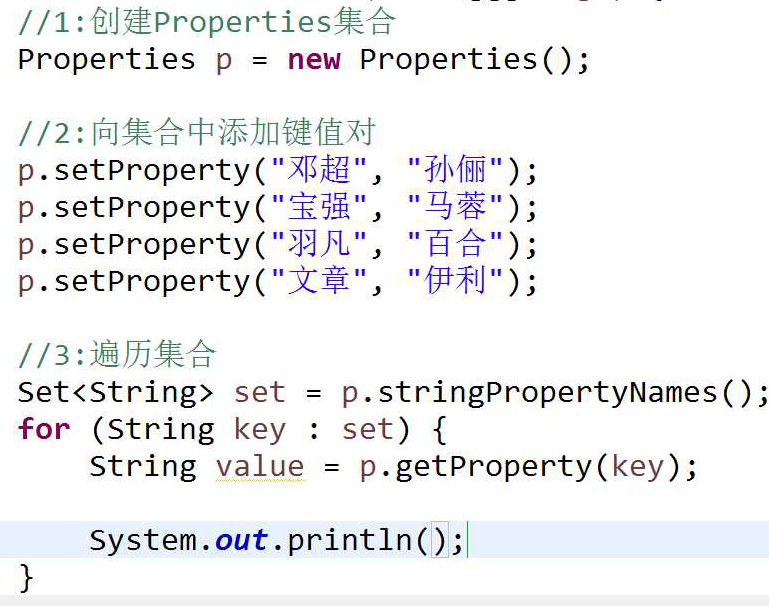 //1:创建Properties集合
Properties p = new Properties();
//2:向集合中添加键值对
p.setProperty("邓超", "孙俪");
p.setProperty("宝强", "马蓉");
p.setProperty("羽凡", "百合");
p.setProperty("文章", "伊利");
//3:遍历集合
Set<String> set = p.stringPropertyNames();
for (String key : set) {
    String value = p.getProperty(key);
    System.out.println();
}